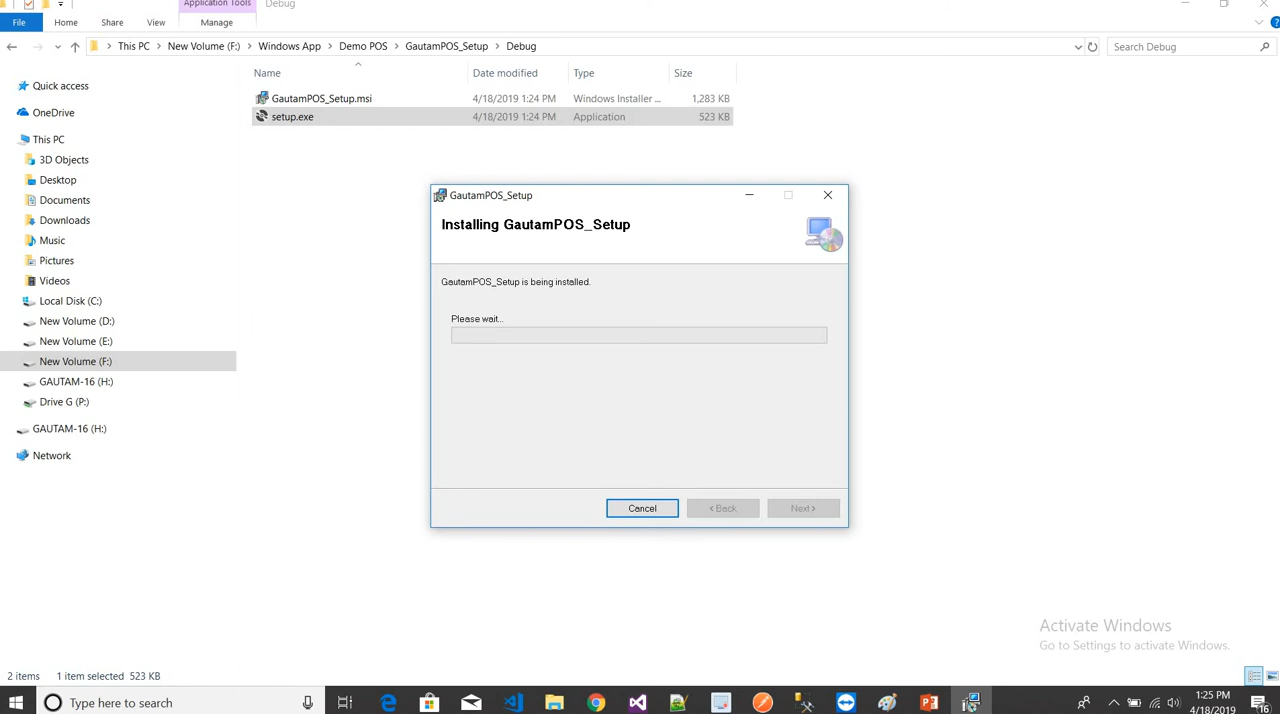 Application Tools Debug
File Home Share View Manage
This PC New Volume (F:) Windows App Demo POS GautamPOS_Setup Debug Search Debug
Name Date modified Type Size
GautamPOS_Setup.msi 4/18/2019 1:24 PM Windows Installer ... 1,283 KB
setup.exe 4/18/2019 1:24 PM Application 523 KB
Quick access
OneDrive
This PC
3D Objects
Desktop
Documents
Downloads
Music
Pictures
Videos
Local Disk (C:)
New Volume (D:)
New Volume (E:)
New Volume (F:)
GAUTAM-16 (H:)
Drive G (P:)
GAUTAM-16 (H:)
Network
GautamPOS_Setup
Installing GautamPOS_Setup
GautamPOS_Setup is being installed.
Please wait...
Cancel < Back Next >
Activate Windows
Go to Settings to activate Windows.
2 items 1 item selected 523 KB
Type here to search
1:25 PM
4/18/2019
16